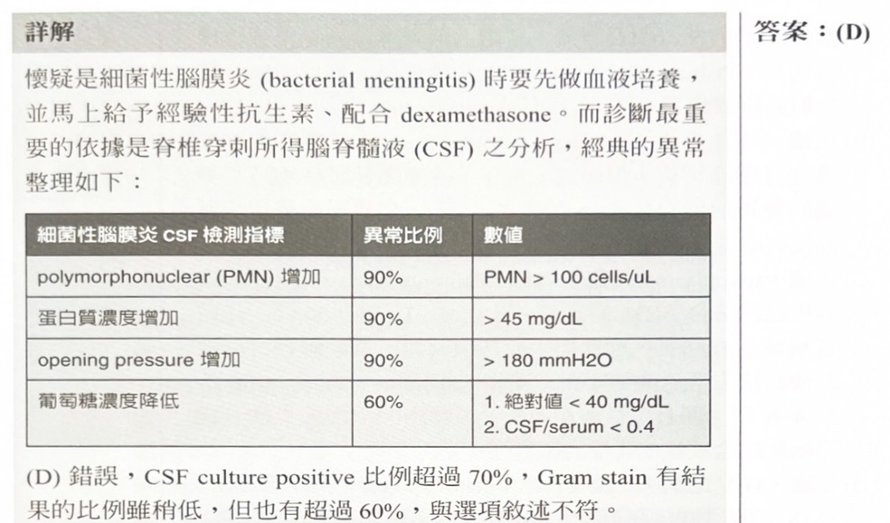 詳解
答案：(D)
懷疑是細菌性腦膜炎 (bacterial meningitis) 時要先做血液培養，
並馬上給予經驗性抗生素、配合 dexamethasone。而診斷最重
要的依據是脊椎穿刺所得腦脊髓液 (CSF) 之分析，經典的異常
整理如下：
細菌性腦膜炎 CSF 檢測指標 異常比例 數值
polymorphonuclear (PMN) 增加 90% PMN > 100 cells/uL
蛋白質濃度增加 90% > 45 mg/dL
opening pressure 增加 90% > 180 mmH2O
葡萄糖濃度降低 60% 1. 絕對值 < 40 mg/dL
2. CSF/serum < 0.4
(D) 錯誤，CSF culture positive 比例超過 70%，Gram stain 有結
果的比例雖稍低，但也有超過 60%，與選項敘述不符。